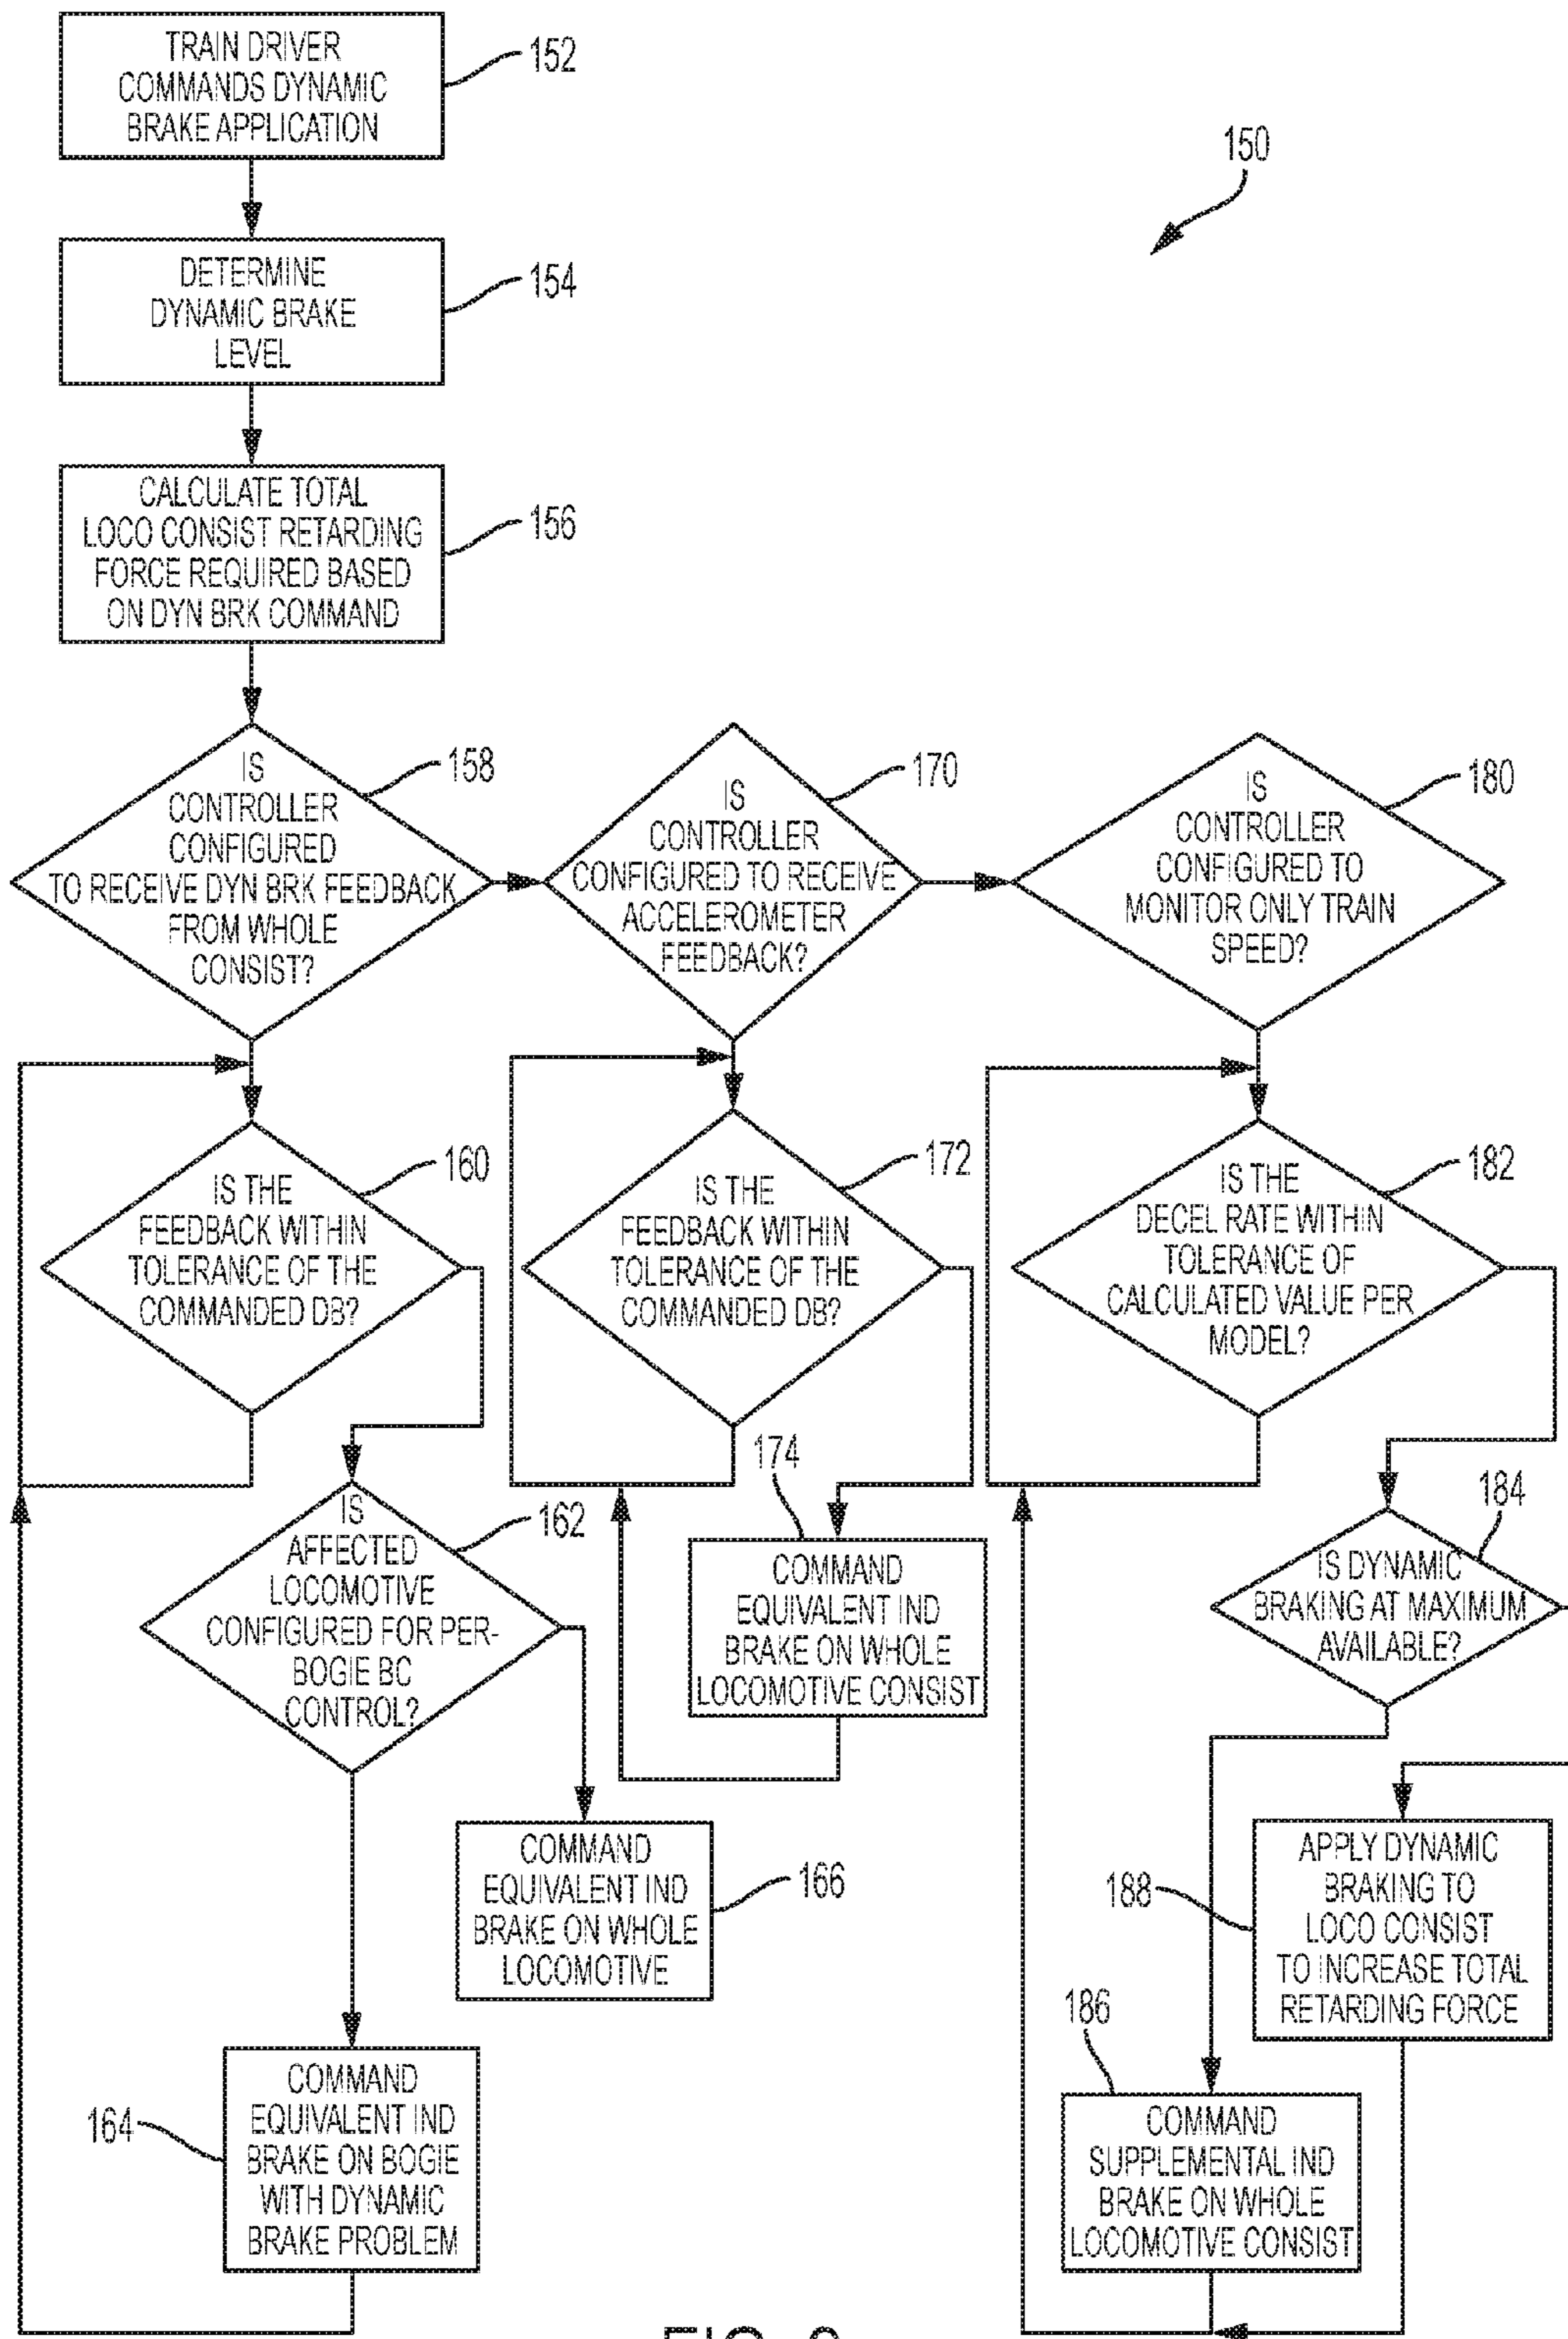 TRAIN DRIVER
COMMANDS DYNAMIC
BRAKE APPLICATION
152
150
DETERMINE
DYNAMIC BRAKE
LEVEL
154
CALCULATE TOTAL
LOCO CONSIST RETARDING
FORCE REQUIRED BASED
ON DYN BRK COMMAND
156
IS
CONTROLLER
CONFIGURED
TO RECEIVE DYN BRK FEEDBACK
FROM WHOLE
CONSIST?
158
IS
CONTROLLER
CONFIGURED TO RECEIVE
ACCELEROMETER
FEEDBACK?
170
IS
CONTROLLER
CONFIGURED TO
MONITOR ONLY TRAIN
SPEED?
180
IS THE
FEEDBACK WITHIN
TOLERANCE OF THE
COMMANDED DB?
160
IS THE
FEEDBACK WITHIN
TOLERANCE OF THE
COMMANDED DB?
172
IS THE
DECEL RATE WITHIN
TOLERANCE OF
CALCULATED VALUE PER
MODEL?
182
IS
AFFECTED
LOCOMOTIVE
CONFIGURED FOR PER-
BOGIE BC
CONTROL?
162
174
COMMAND
EQUIVALENT IND
BRAKE ON WHOLE
LOCOMOTIVE CONSIST
184
IS DYNAMIC
BRAKING AT MAXIMUM
AVAILABLE?
COMMAND
EQUIVALENT IND
BRAKE ON WHOLE
LOCOMOTIVE
166
188
APPLY DYNAMIC
BRAKING TO
LOCO CONSIST
TO INCREASE TOTAL
RETARDING FORCE
164
COMMAND
EQUIVALENT IND
BRAKE ON BOGIE
WITH DYNAMIC
BRAKE PROBLEM
186
COMMAND
SUPPLEMENTAL IND
BRAKE ON WHOLE
LOCOMOTIVE CONSIST
FIG.